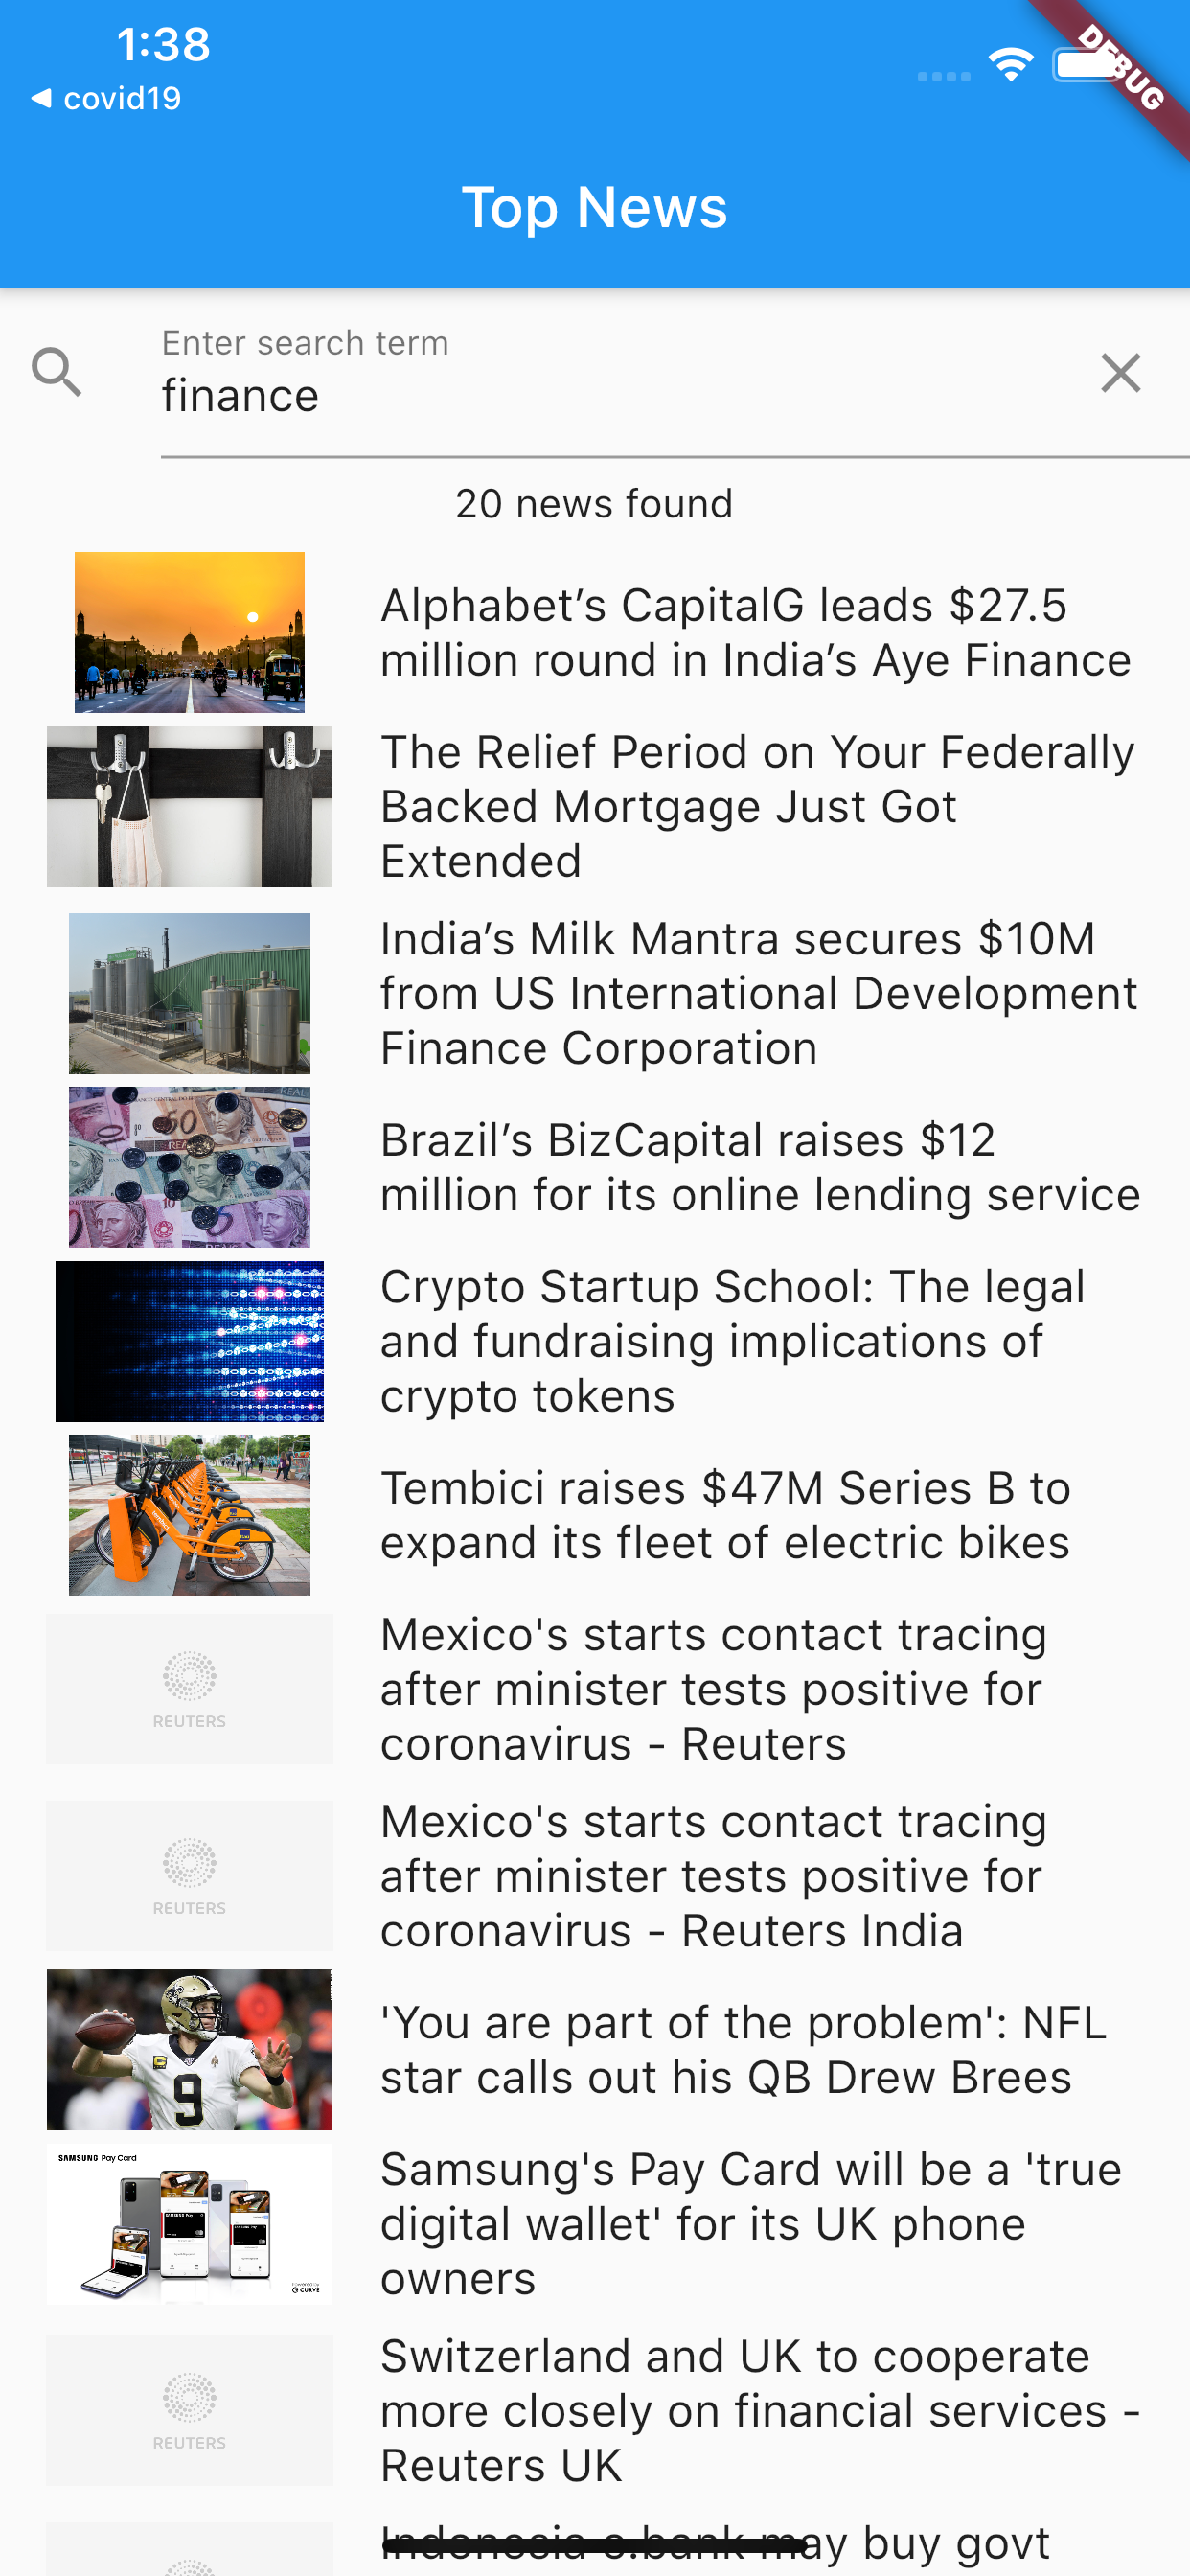 1:38
DEBUG
◀ covid19
Top News
Enter search term
finance
20 news found
Alphabet’s CapitalG leads $27.5
million round in India’s Aye Finance
The Relief Period on Your Federally
Backed Mortgage Just Got
Extended
India’s Milk Mantra secures $10M
from US International Development
Finance Corporation
Brazil’s BizCapital raises $12
million for its online lending service
Crypto Startup School: The legal
and fundraising implications of
crypto tokens
Tembici raises $47M Series B to
expand its fleet of electric bikes
REUTERS
Mexico's starts contact tracing
after minister tests positive for
coronavirus - Reuters
REUTERS
Mexico's starts contact tracing
after minister tests positive for
coronavirus - Reuters India
9
'You are part of the problem': NFL
star calls out his QB Drew Brees
SAMSUNG Pay Card
CURVE
Samsung's Pay Card will be a 'true
digital wallet' for its UK phone
owners
REUTERS
Switzerland and UK to cooperate
more closely on financial services -
Reuters UK
Indonesia c.bank may buy govt